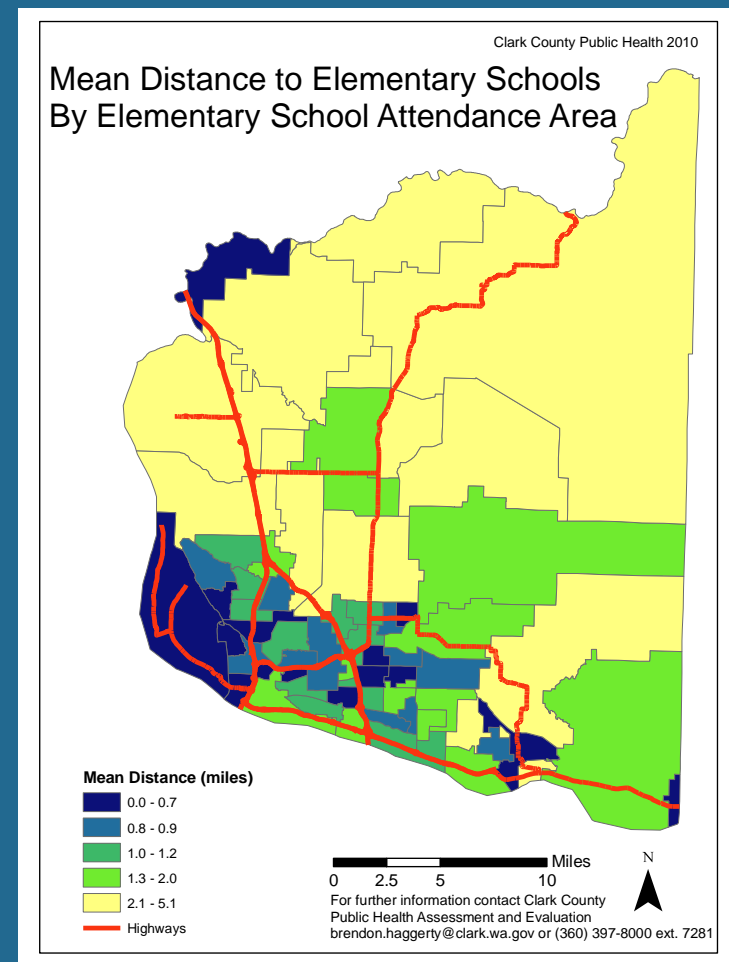 Clark County Public Health 2010
Mean Distance to Elementary Schools
By Elementary School Attendance Area
Mean Distance (miles)
0.0 - 0.7
0.8 - 0.9
1.0 - 1.2
1.3 - 2.0
2.1 - 5.1
Highways
Miles
0 2.5 5 10
N
For further information contact Clark County
Public Health Assessment and Evaluation
brendon.haggerty@clark.wa.gov or (360) 397-8000 ext. 7281